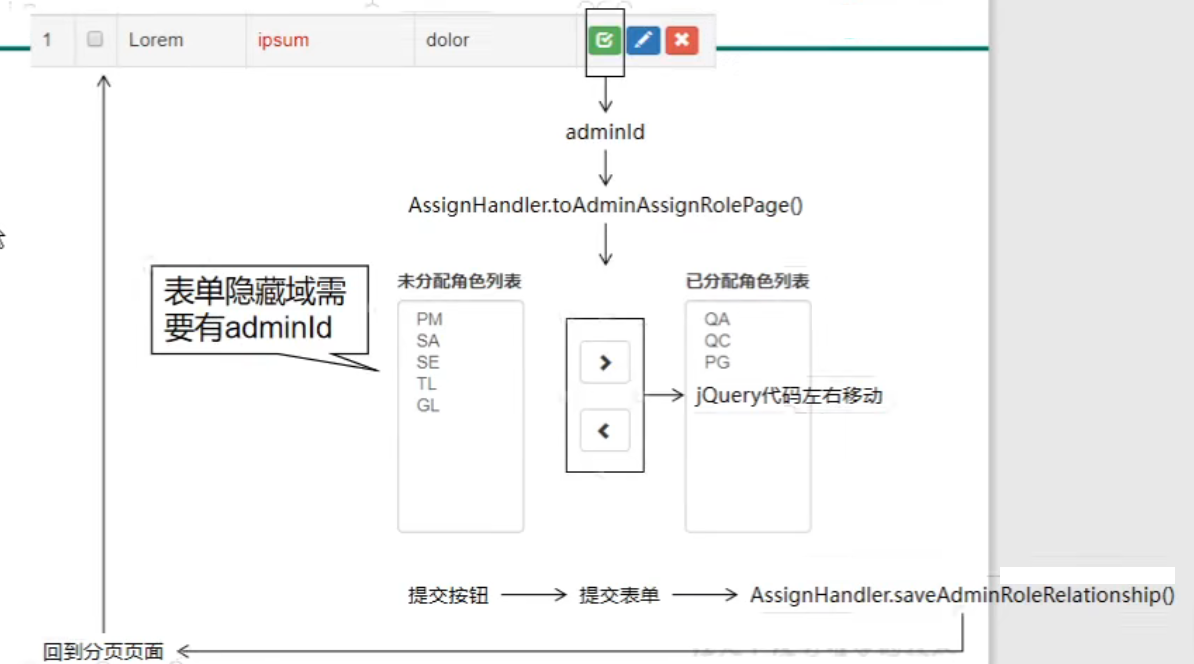 1 Lorem ipsum dolor
adminId
AssignHandler.toAdminAssignRolePage()
表单隐藏域需
要有adminId
未分配角色列表
PM
SA
SE
TL
GL
已分配角色列表
QA
QC
PG
jQuery代码左右移动
提交按钮 提交表单 AssignHandler.saveAdminRoleRelationship()
回到分页页面